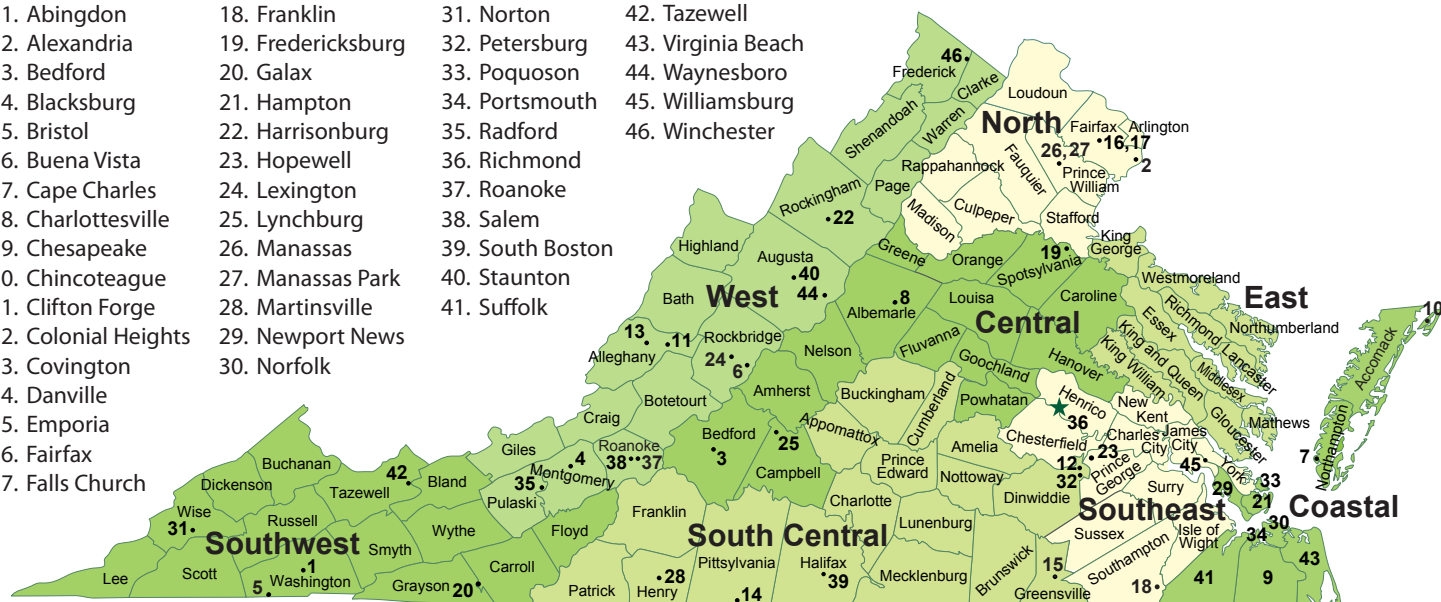 1. Abingdon
2. Alexandria
3. Bedford
4. Blacksburg
5. Bristol
6. Buena Vista
7. Cape Charles
8. Charlottesville
9. Chesapeake
0. Chincoteague
1. Clifton Forge
2. Colonial Heights
3. Covington
4. Danville
5. Emporia
6. Fairfax
7. Falls Church
18. Franklin
19. Fredericksburg
20. Galax
21. Hampton
22. Harrisonburg
23. Hopewell
24. Lexington
25. Lynchburg
26. Manassas
27. Manassas Park
28. Martinsville
29. Newport News
30. Norfolk
31. Norton
32. Petersburg
33. Poquoson
34. Portsmouth
35. Radford
36. Richmond
37. Roanoke
38. Salem
39. South Boston
40. Staunton
41. Suffolk
42. Tazewell
43. Virginia Beach
44. Waynesboro
45. Williamsburg
46. Winchester
46
Frederick
Clarke
Loudoun
Shenandoah
Warren
North
Fairfax
Arlington
16,17
26, 27
2
Rappahannock
Fauquier
Prince
William
Page
Rockingham
22
Madison
Culpeper
Stafford
King
George
Highland
Greene
Orange
19
Spotsylvania
Augusta
40
44
Westmoreland
Bath
West
8
Albemarle
Louisa
Caroline
East
Central
Essex
Richmond
Northumberland
Lancaster
10
Accomack
13
11
Alleghany
Rockbridge
24
6
Nelson
Fluvanna
Goochland
Hanover
King and Queen
King William
Middlesex
Amherst
Buckingham
Cumberland
Powhatan
Henrico
36
New
Kent
Gloucester
Mathews
Northampton
7
Botetourt
Craig
Appomattox
Chesterfield
Charles
City
James
City
York
45
Giles
Roanoke
38
37
Bedford
3
25
Amelia
23
12
32
Prince
George
Buchanan
42
4
Montgomery
35
Pulaski
Campbell
Prince
Edward
Nottoway
Dinwiddie
Surry
33
29
21
Dickenson
Tazewell
Bland
Charlotte
Southeast
Coastal
Wise
31
Russell
Wythe
Floyd
Franklin
Lunenburg
Sussex
Isle of
Wight
30
34
Southwest
Smyth
South Central
Lee
Scott
1
5
Washington
Grayson
20
Carroll
Patrick
28
Henry
Pittsylvania
14
Halifax
39
Mecklenburg
Brunswick
15
Greensville
Southampton
18
41
9
43